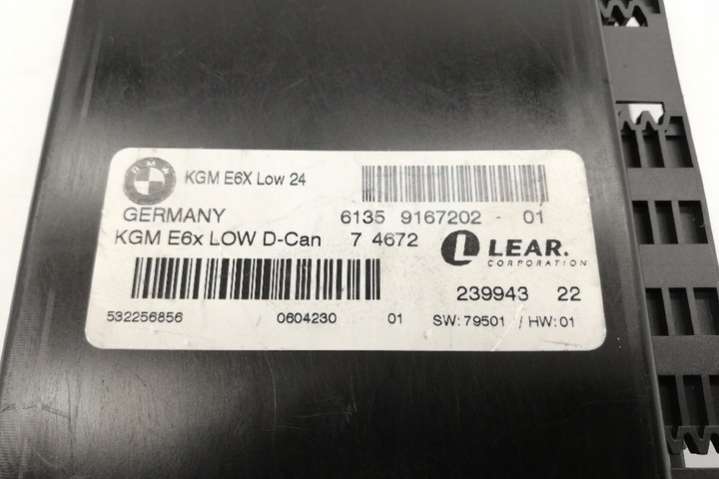 BMW
KGM E6X Low 24
GERMANY 6135 9167202 - 01
KGM E6x LOW D-Can 7 4672
L LEAR.
CORPORATION
239943 22
532256856 0604230 01 SW: 79501 / HW: 01